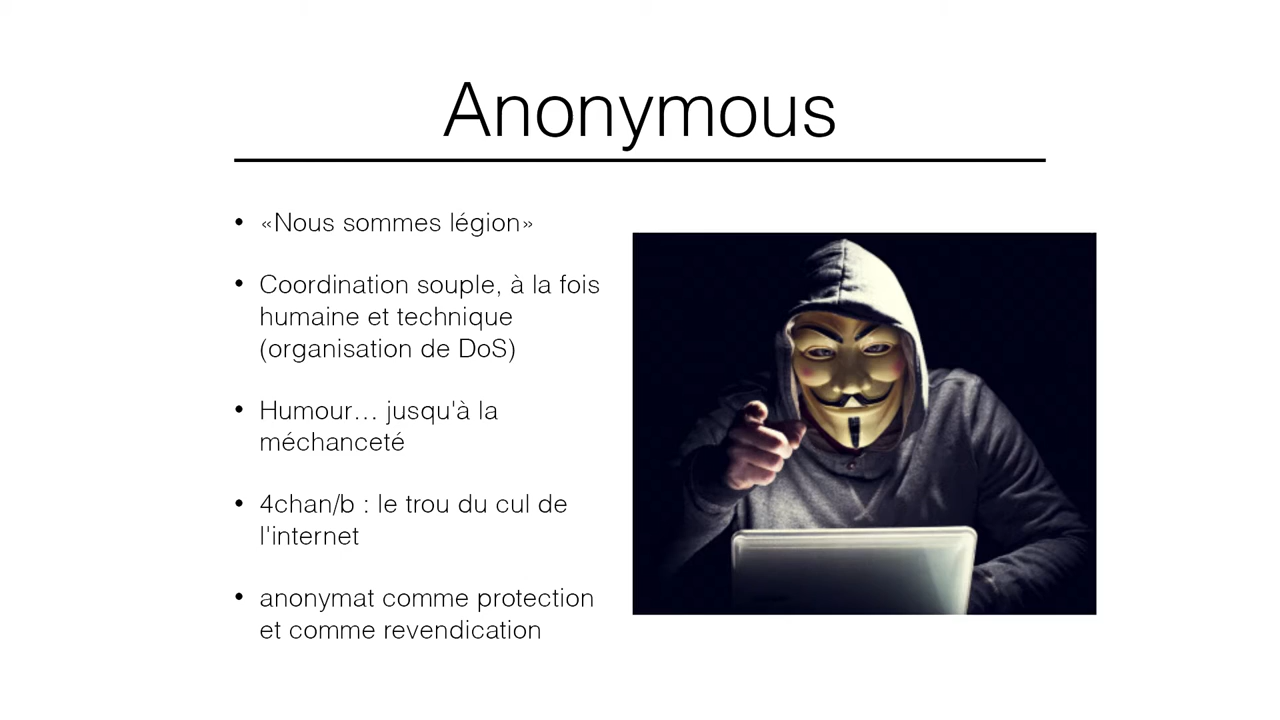 Anonymous
• «Nous sommes légion»
• Coordination souple, à la fois
humaine et technique
(organisation de DoS)
• Humour… jusqu'à la
méchanceté
• 4chan/b : le trou du cul de
l'internet
• anonymat comme protection
et comme revendication